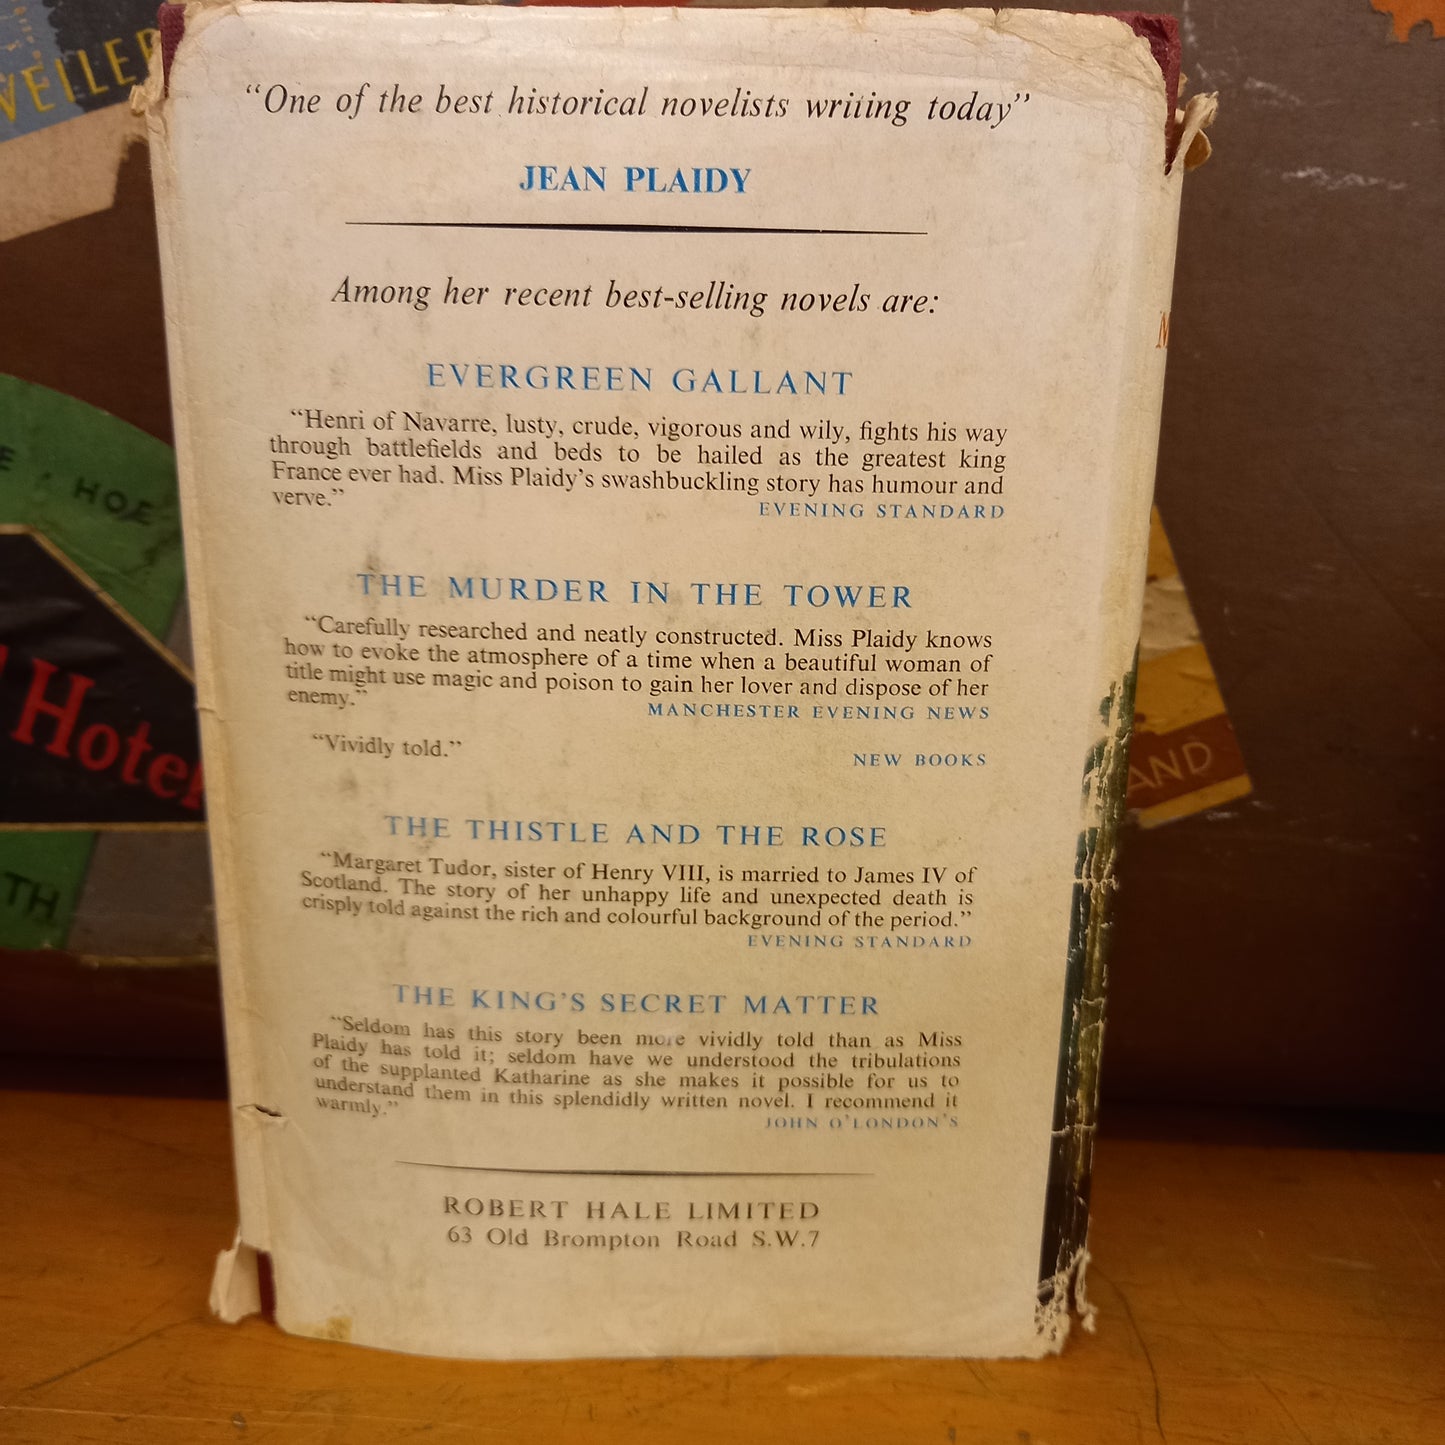 VELLER
E · HOE
Hotel
TH
AND
M
“One of the best historical novelists writing today”
JEAN PLAIDY
Among her recent best-selling novels are:
EVERGREEN GALLANT
“Henri of Navarre, lusty, crude, vigorous and wily, fights his way
through battlefields and beds to be hailed as the greatest king
France ever had. Miss Plaidy’s swashbuckling story has humour and
verve.” EVENING STANDARD
THE MURDER IN THE TOWER
“Carefully researched and neatly constructed. Miss Plaidy knows
how to evoke the atmosphere of a time when a beautiful woman of
title might use magic and poison to gain her lover and dispose of her
enemy.” MANCHESTER EVENING NEWS
“Vividly told.” NEW BOOKS
THE THISTLE AND THE ROSE
“Margaret Tudor, sister of Henry VIII, is married to James IV of
Scotland. The story of her unhappy life and unexpected death is
crisply told against the rich and colourful background of the period.”
EVENING STANDARD
THE KING’S SECRET MATTER
“Seldom has this story been more vividly told than as Miss
Plaidy has told it; seldom have we understood the tribulations
of the supplanted Katharine as she makes it possible for us to
understand them in this splendidly written novel. I recommend it
warmly.” JOHN O’LONDON’S
ROBERT HALE LIMITED
63 Old Brompton Road S.W.7